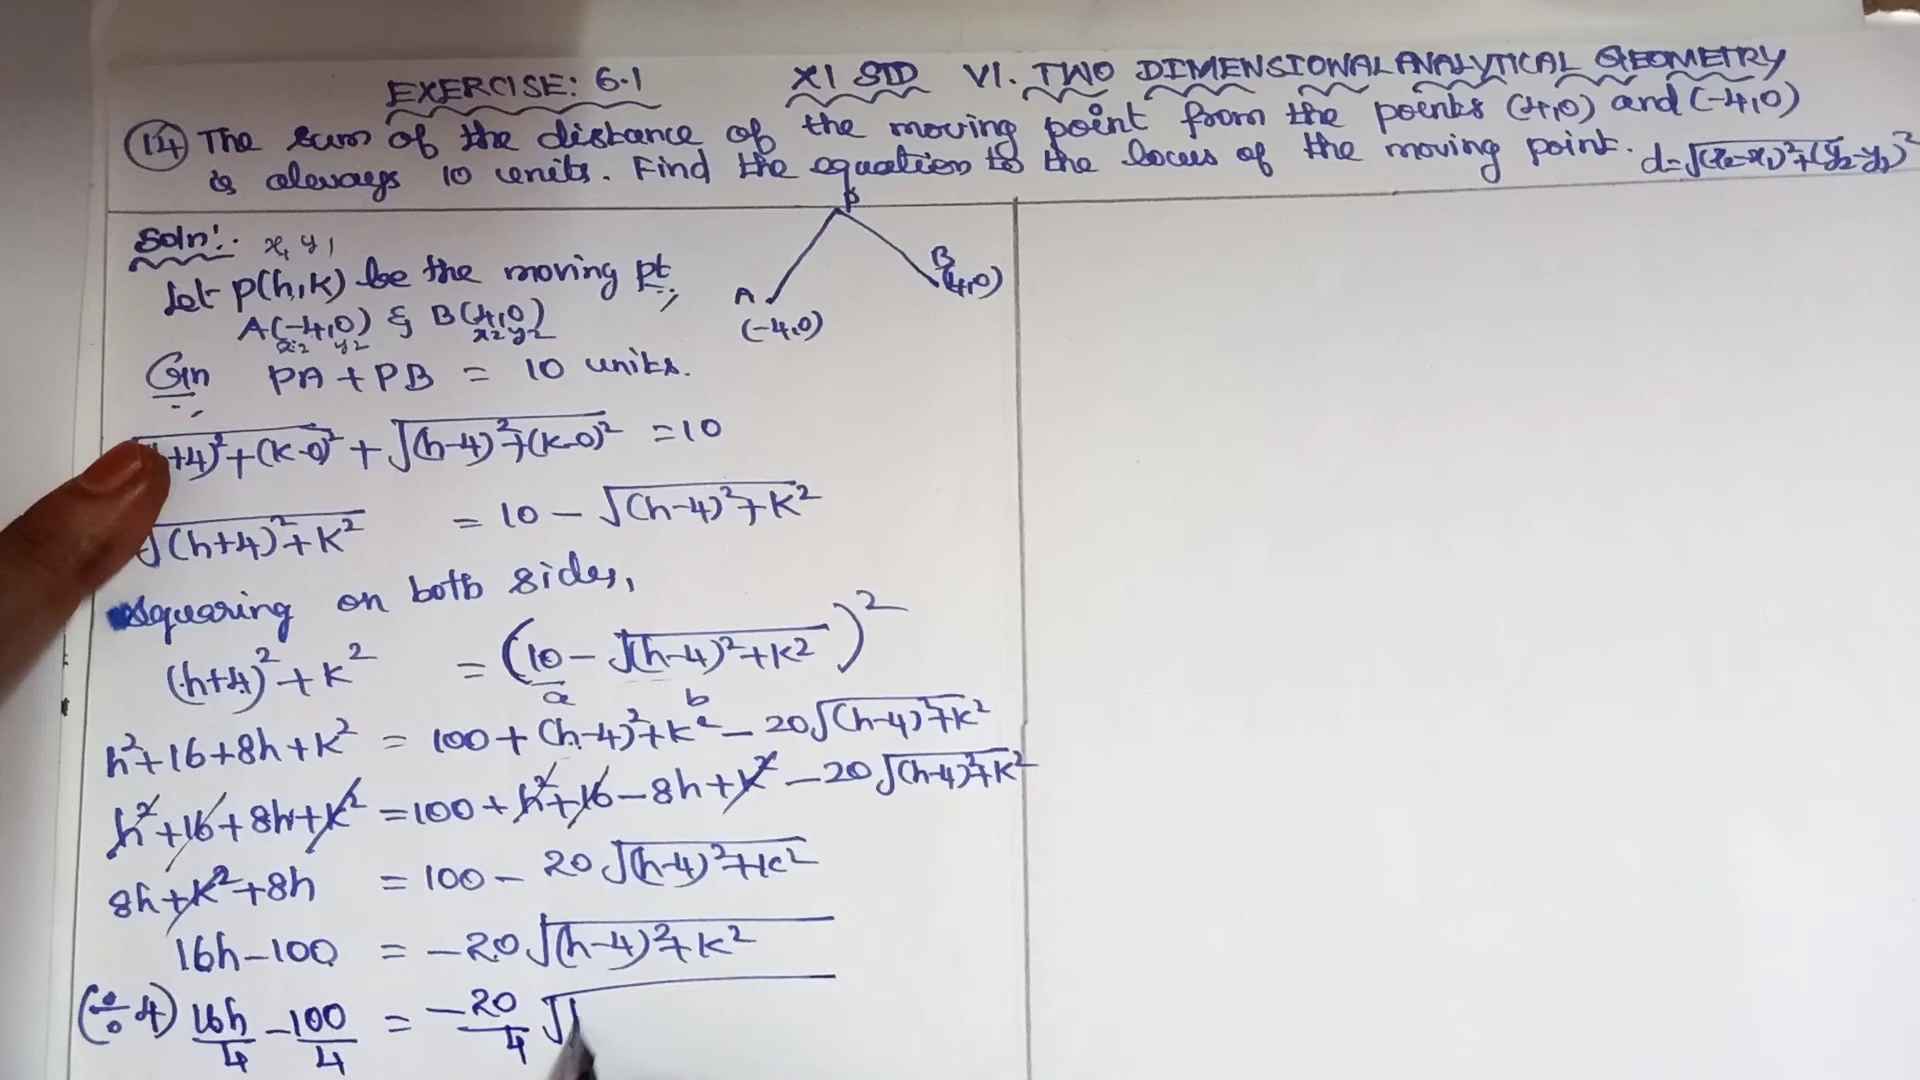 EXERCISE: 6.1 XI STD VI. TWO DIMENSIONAL ANALYTICAL GEOMETRY
14 The sum of the distance of the moving point from the points (4,0) and (-4,0)
is always 10 units. Find the equation to the locus of the moving point. d=√(x₂-x₁)²+(y₂-y₁)²
Soln:. x₁ y₁
P
Let P(h,k) be the moving pt,
B
(4,0)
A
(-4,0)
A(-4,0) & B(4,0)
x₂ y₂ x₂ y₂
Gn PA + PB = 10 units.
+4)²+(k-0)² + √(h-4)²+(k-0)² = 10
√(h+4)²+k² = 10 - √(h-4)²+k²
Squaring on both sides,
(h+4)²+k² = (10 - √(h-4)²+k²)²
a b
h²+16+8h+k² = 100+(h-4)²+k²-20√(h-4)²+k²
h²+16+8h+k² = 100+h²+16-8h+k²-20√(h-4)²+k²
8h+k²+8h = 100-20√(h-4)²+k²
16h-100 = -20√(h-4)²+k²
(÷4) 16h/4 - 100/4 = -20/4 √